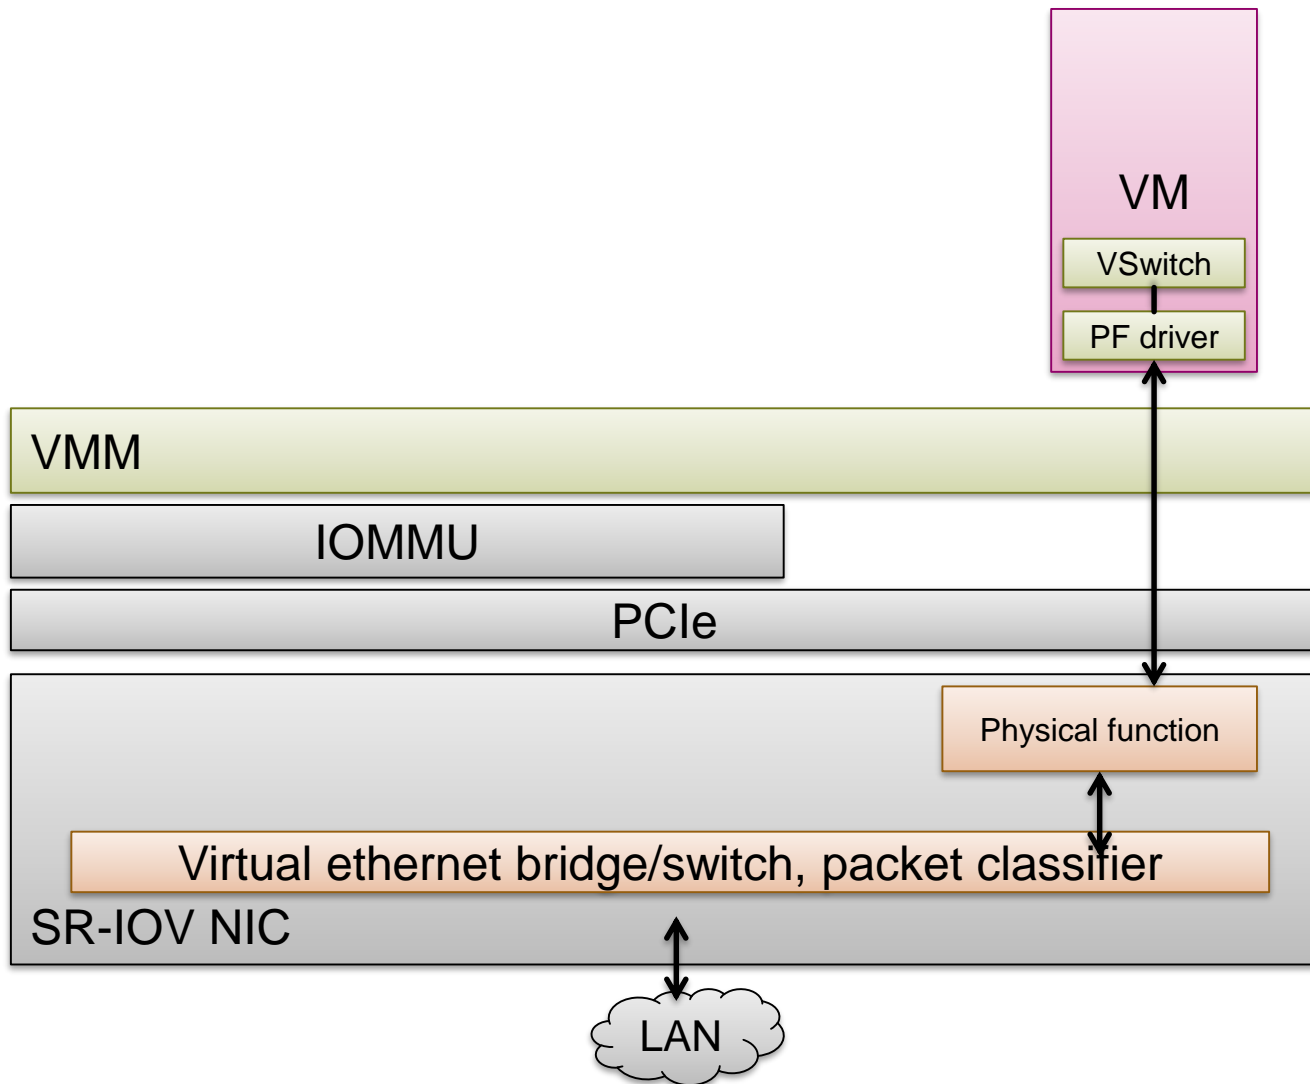 VM
VSwitch
PF driver
VMM
IOMMU
PCIe
Physical function
Virtual ethernet bridge/switch, packet classifier
SR-IOV NIC
LAN